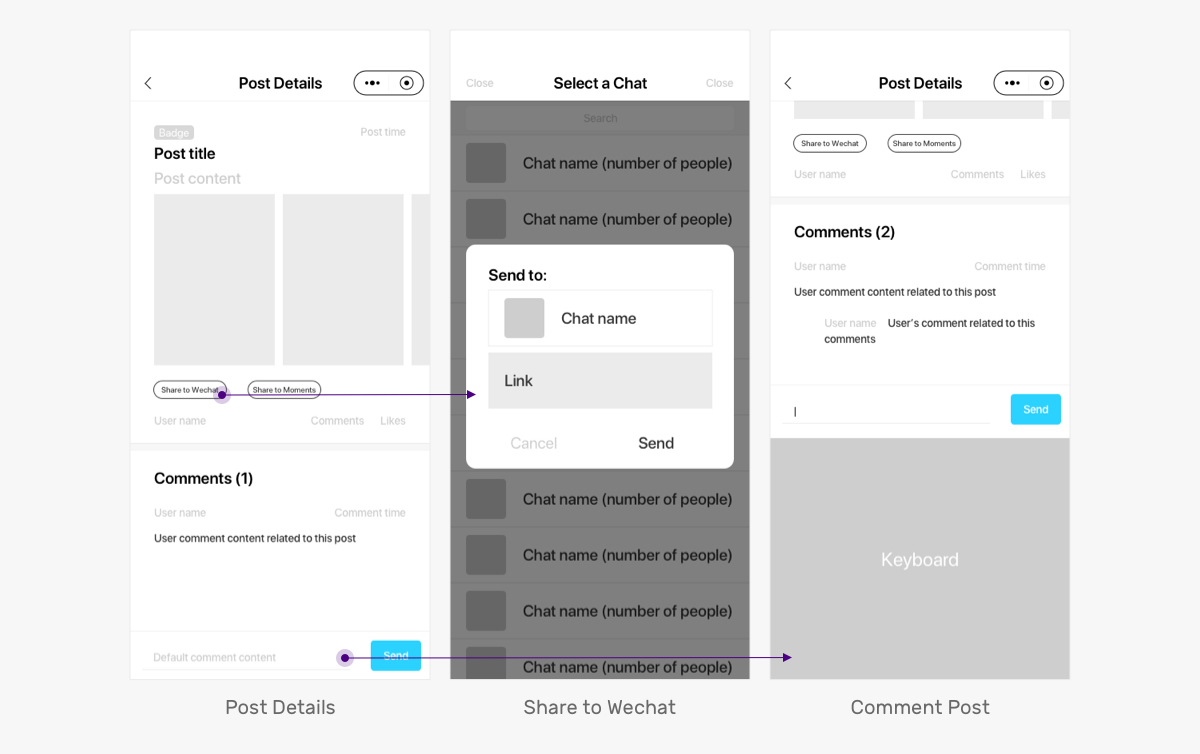 Post Details
Badge
Post time
Post title
Post content
Share to Wechat
Share to Moments
User name
Comments
Likes
Comments (1)
User name
Comment time
User comment content related to this post
Default comment content
Send
Post Details
Close
Select a Chat
Close
Search
Chat name (number of people)
Chat name (number of people)
Send to:
Chat name
Link
Cancel
Send
Chat name (number of people)
Chat name (number of people)
Chat name (number of people)
Chat name (number of people)
Share to Wechat
Post Details
Share to Wechat
Share to Moments
User name
Comments
Likes
Comments (2)
User name
Comment time
User comment content related to this post
User name User's comment related to this
comments
Send
Keyboard
Comment Post